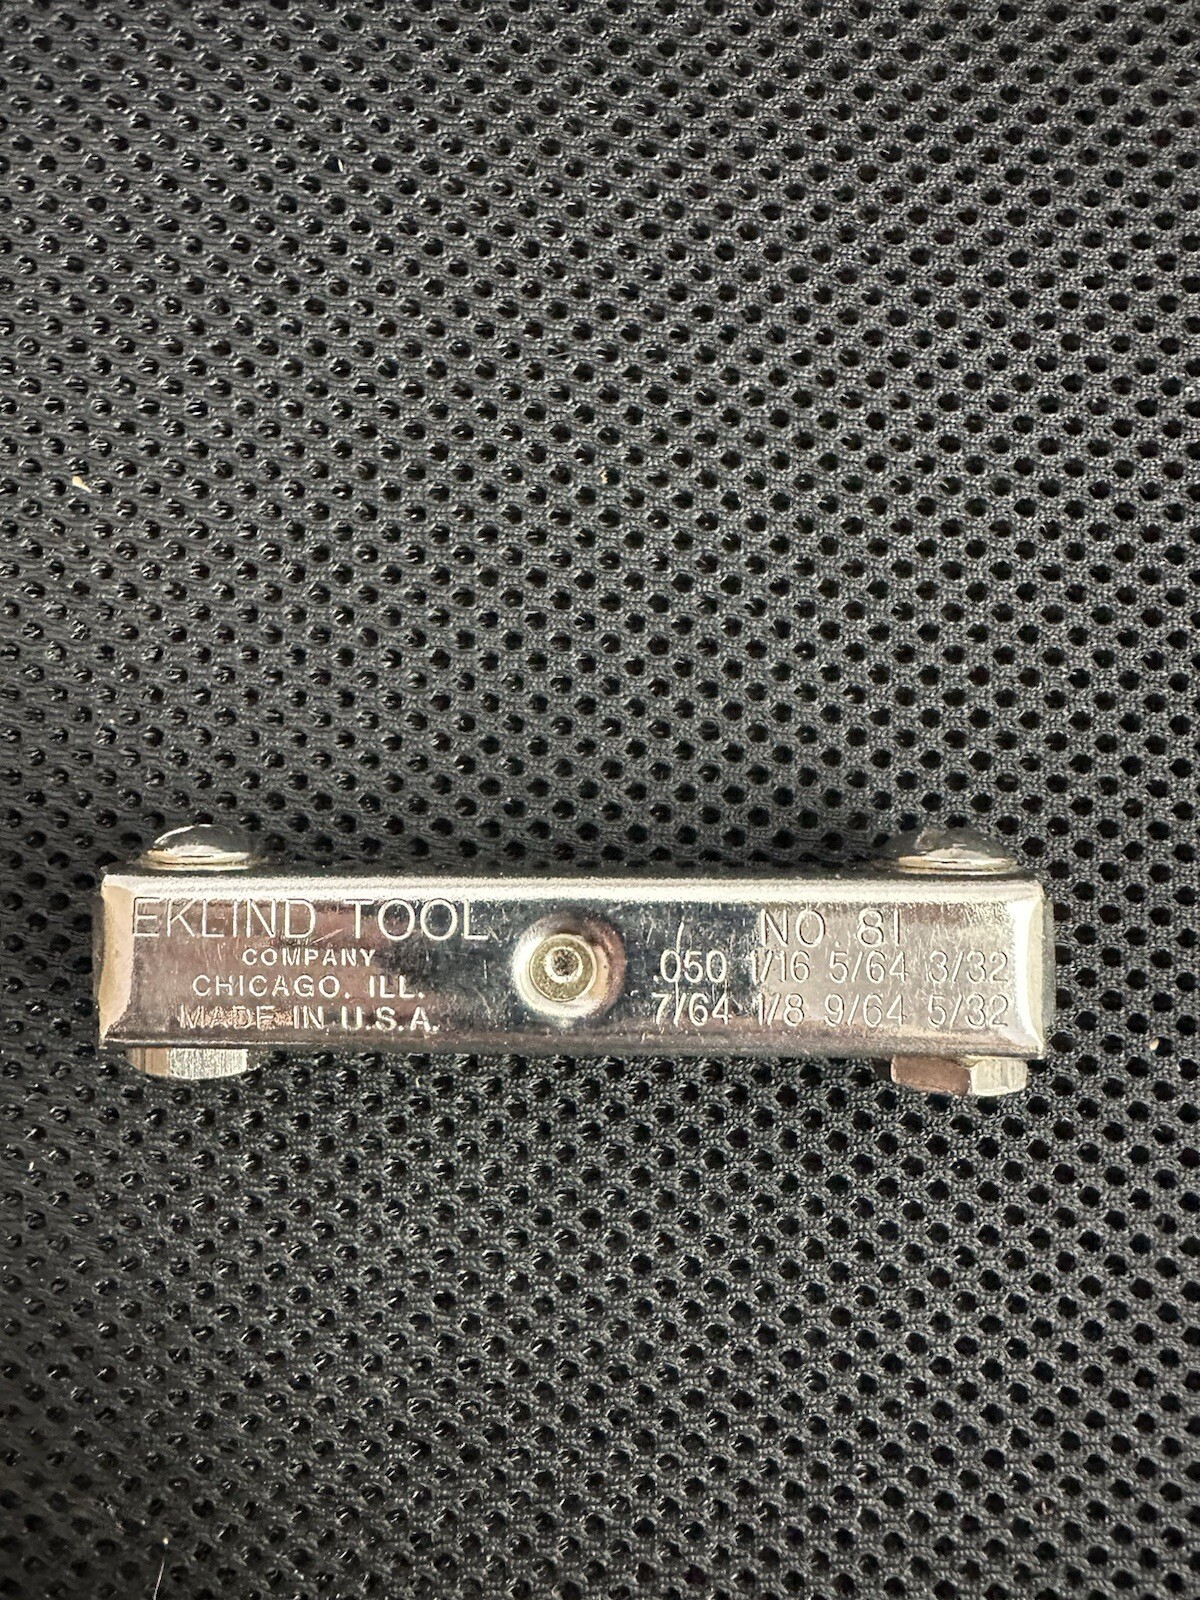 EKLIND TOOL
COMPANY
CHICAGO, ILL.
MADE IN U.S.A.
NO. 81
.050 1/16 5/64 3/32
7/64 1/8 9/64 5/32